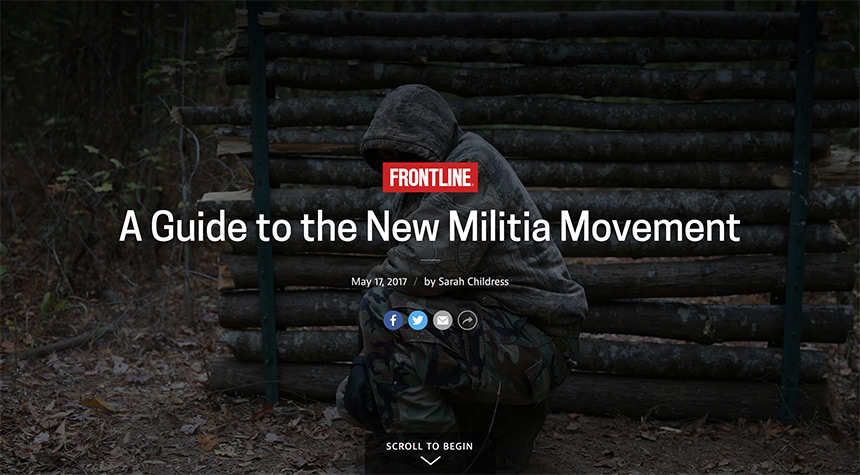 FRONTLINE
A Guide to the New Militia Movement
May 17, 2017 / by Sarah Childress
SCROLL TO BEGIN